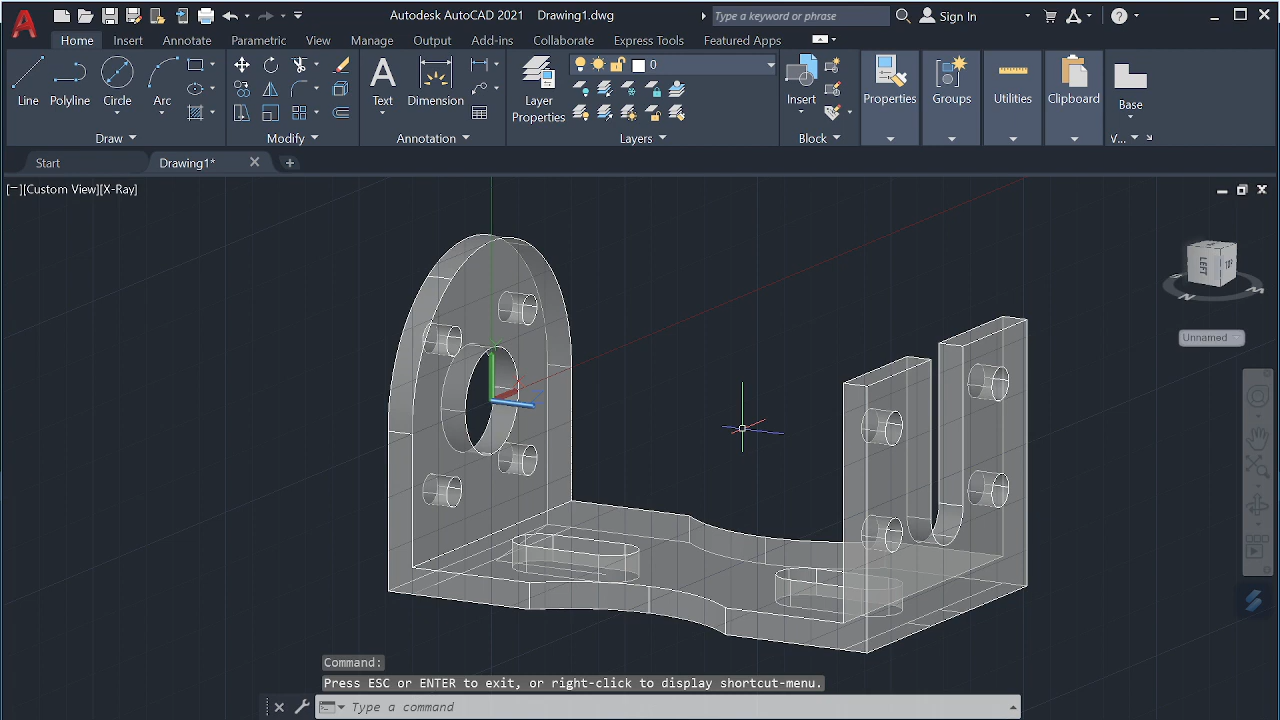 Autodesk AutoCAD 2021 Drawing1.dwg
Type a keyword or phrase
Sign In
Home Insert Annotate Parametric View Manage Output Add-ins Collaborate Express Tools Featured Apps
0
Line Polyline Circle Arc
Text Dimension
Layer
Properties
Insert
Properties Groups Utilities Clipboard Base
Draw Modify Annotation Layers Block V...
Start Drawing1*
[−][Custom View][X-Ray]
LEFT
Unnamed
Command:
Press ESC or ENTER to exit, or right-click to display shortcut-menu.
Type a command